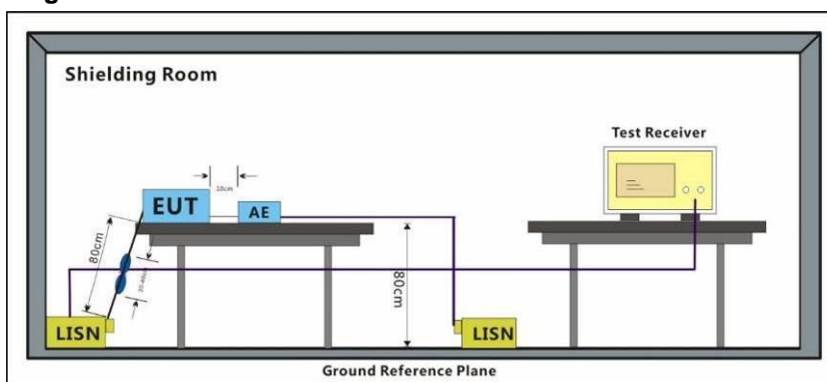 Shielding Room
Test Receiver
10cm
EUT
AE
80cm
80cm
LISN
LISN
Ground Reference Plane